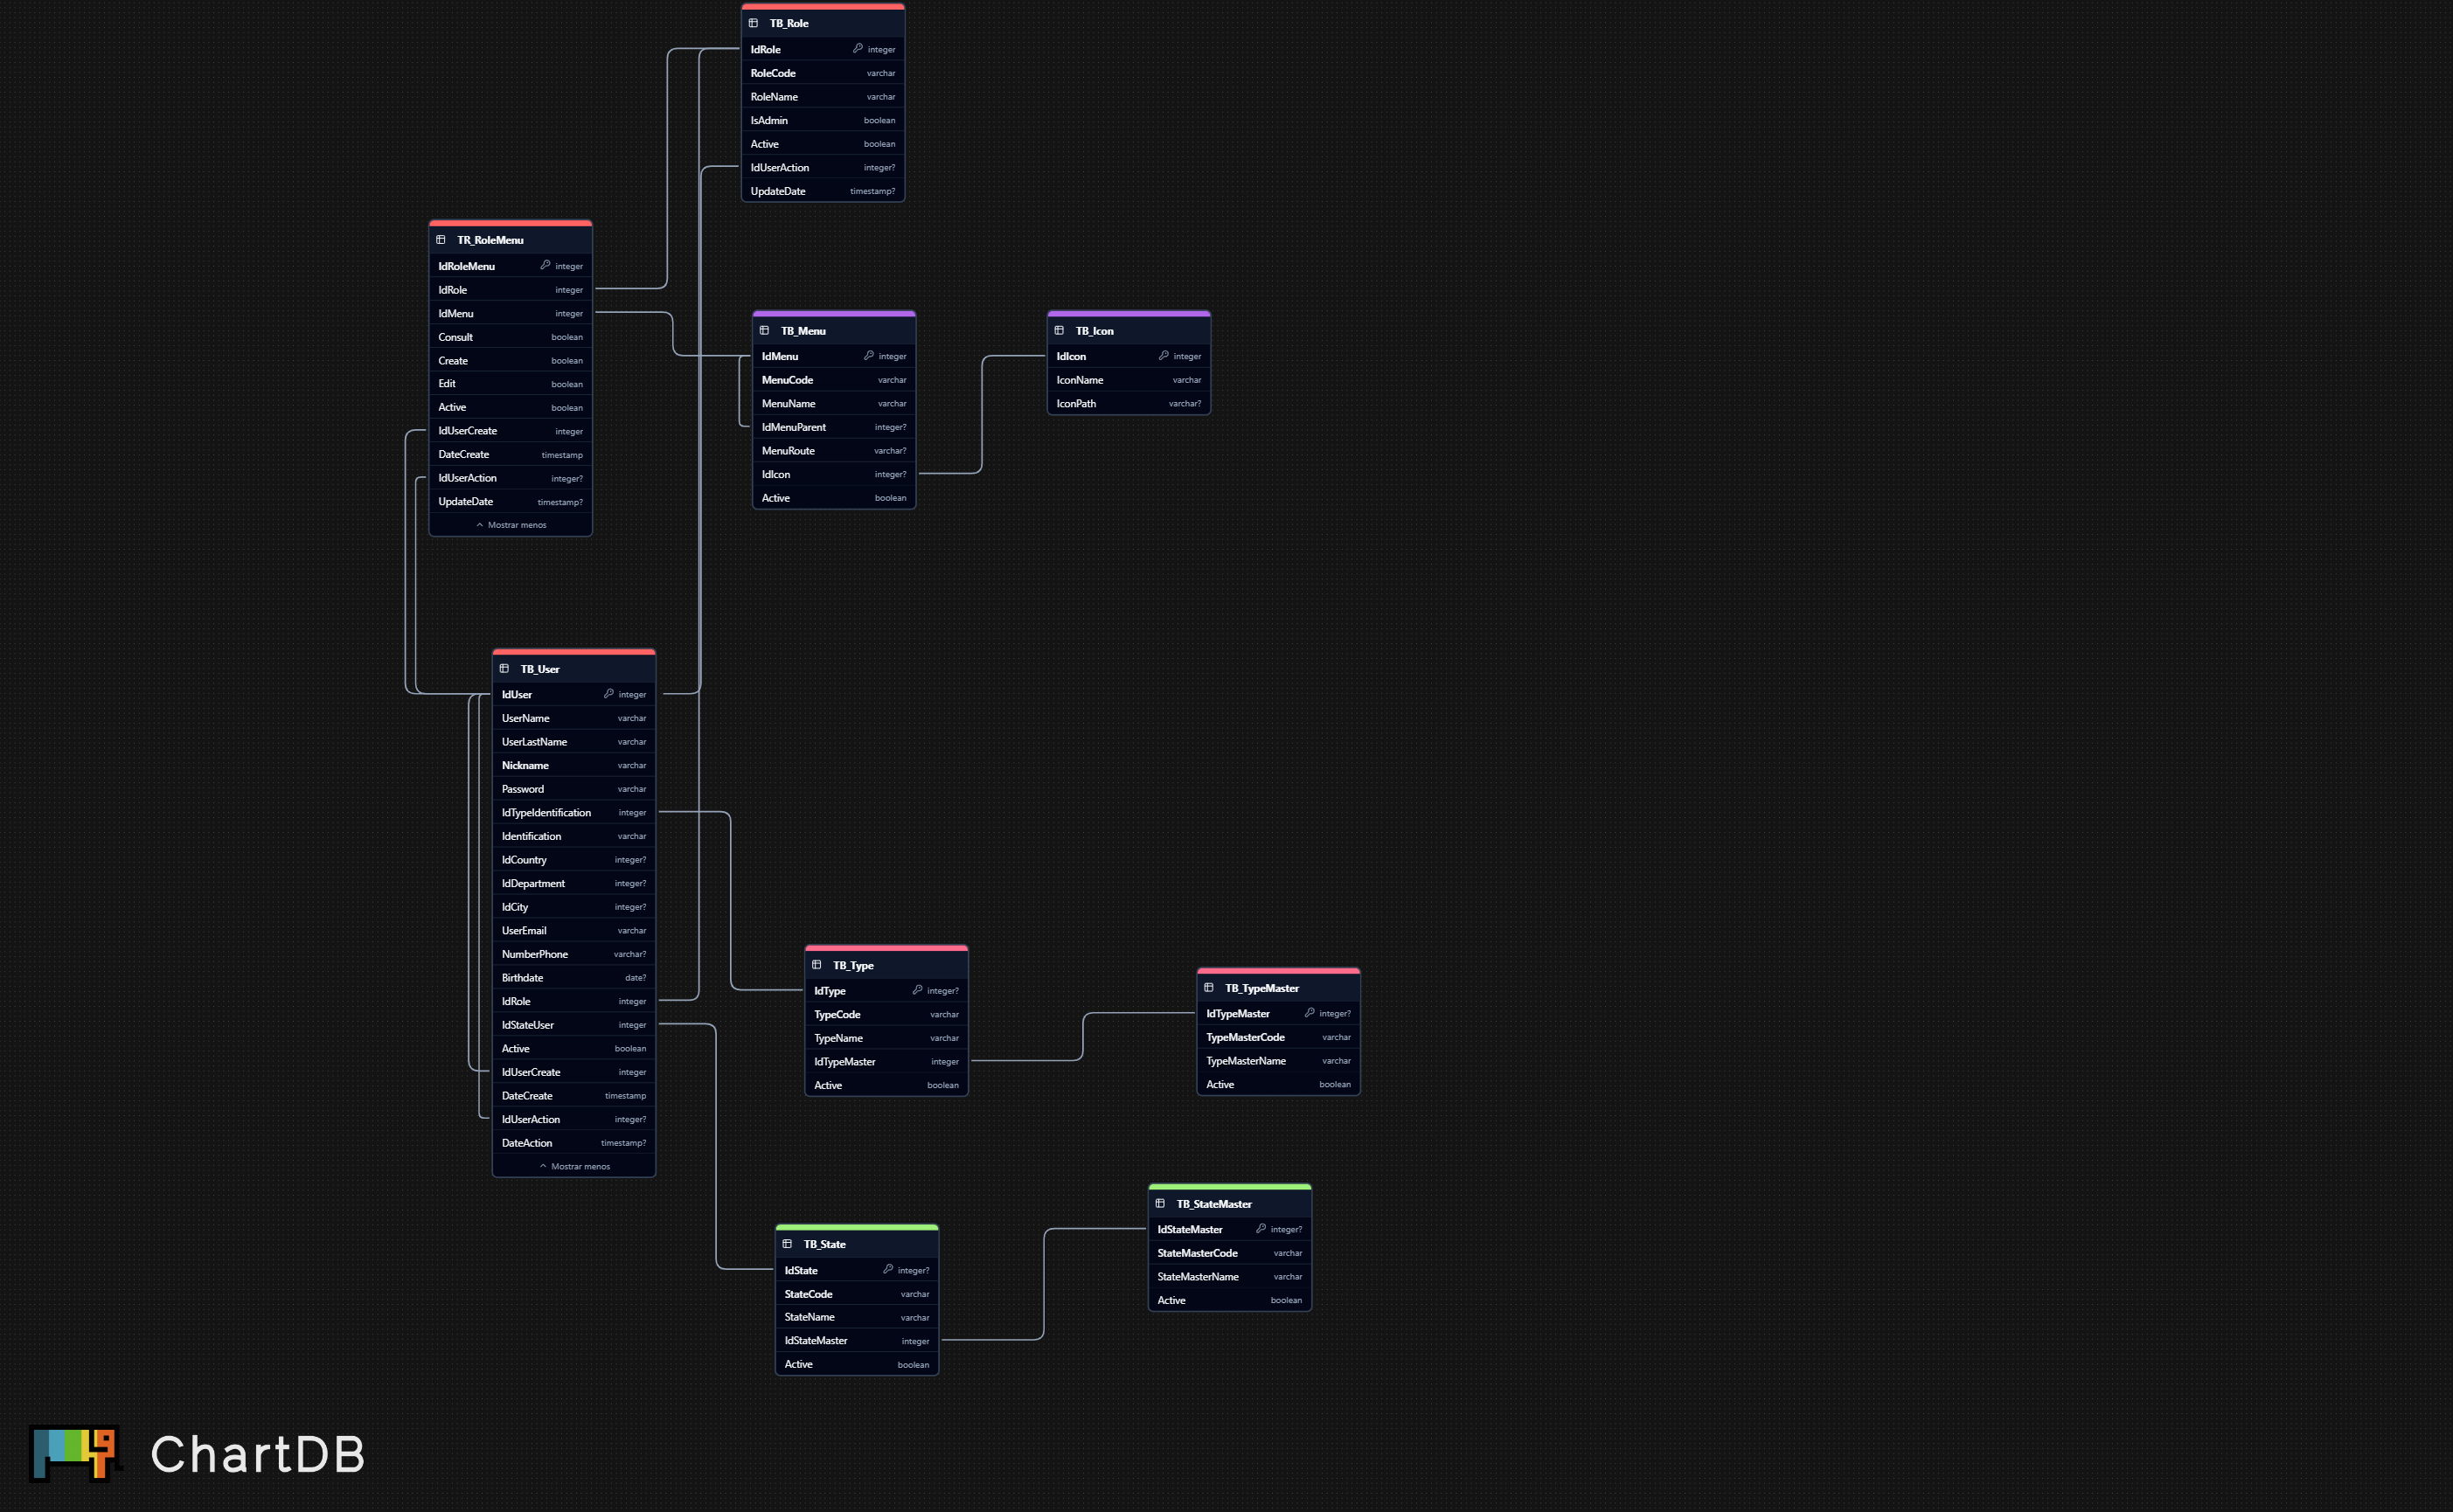 TB_Role
IdRole integer
RoleCode varchar
RoleName varchar
IsAdmin boolean
Active boolean
IdUserAction integer?
UpdateDate timestamp?
TR_RoleMenu
IdRoleMenu integer
IdRole integer
IdMenu integer
Consult boolean
Create boolean
Edit boolean
Active boolean
IdUserCreate integer
DateCreate timestamp
IdUserAction integer?
UpdateDate timestamp?
Mostrar menos
TB_Menu
IdMenu integer
MenuCode varchar
MenuName varchar
IdMenuParent integer?
MenuRoute varchar?
IdIcon integer?
Active boolean
TB_Icon
IdIcon integer
IconName varchar
IconPath varchar?
TB_User
IdUser integer
UserName varchar
UserLastName varchar
Nickname varchar
Password varchar
IdTypeIdentification integer
Identification varchar
IdCountry integer?
IdDepartment integer?
IdCity integer?
UserEmail varchar
NumberPhone varchar?
Birthdate date?
IdRole integer
IdStateUser integer
Active boolean
IdUserCreate integer
DateCreate timestamp
IdUserAction integer?
DateAction timestamp?
Mostrar menos
TB_Type
IdType integer?
TypeCode varchar
TypeName varchar
IdTypeMaster integer
Active boolean
TB_TypeMaster
IdTypeMaster integer?
TypeMasterCode varchar
TypeMasterName varchar
Active boolean
TB_StateMaster
IdStateMaster integer?
StateMasterCode varchar
StateMasterName varchar
Active boolean
TB_State
IdState integer?
StateCode varchar
StateName varchar
IdStateMaster integer
Active boolean
ChartDB